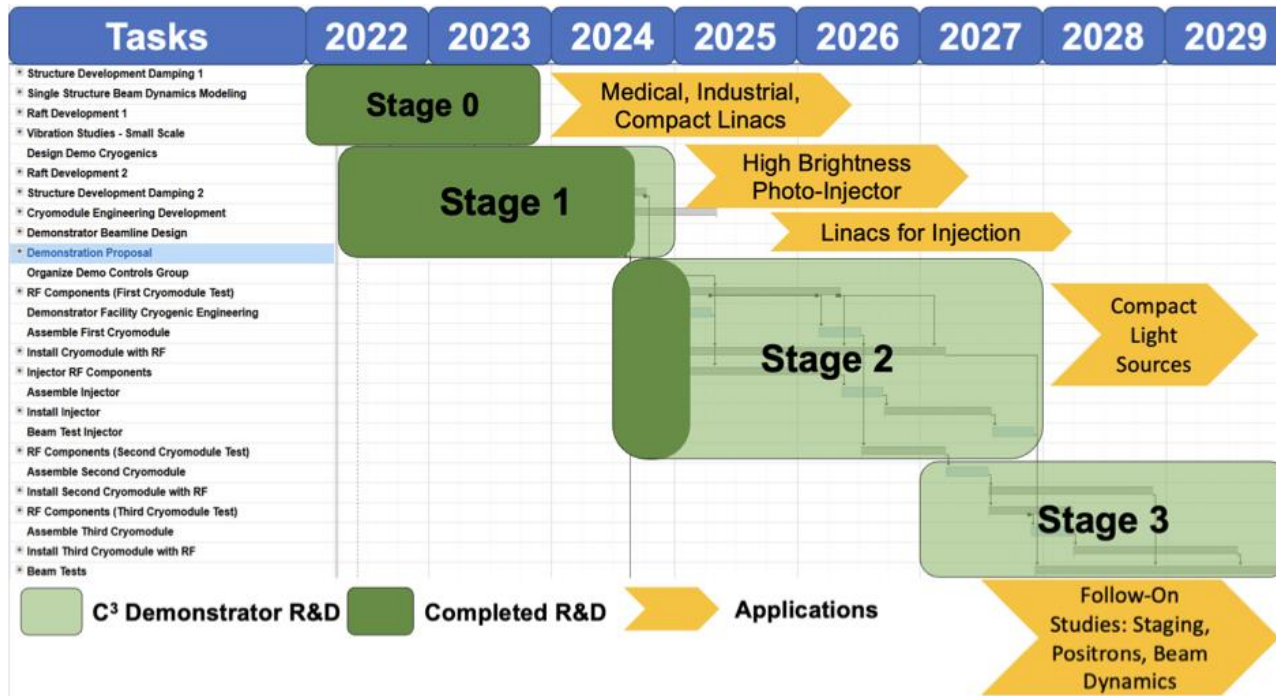 Tasks 2022 2023 2024 2025 2026 2027 2028 2029
Structure Development Damping 1
Single Structure Beam Dynamics Modeling
Raft Development 1
Vibration Studies - Small Scale
Design Demo Cryogenics
Raft Development 2
Structure Development Damping 2
Cryomodule Engineering Development
Demonstrator Beamline Design
Demonstration Proposal
Organize Demo Controls Group
RF Components (First Cryomodule Test)
Demonstrator Facility Cryogenic Engineering
Assemble First Cryomodule
Install Cryomodule with RF
Injector RF Components
Assemble Injector
Install Injector
Beam Test Injector
RF Components (Second Cryomodule Test)
Assemble Second Cryomodule
Install Second Cryomodule with RF
RF Components (Third Cryomodule Test)
Assemble Third Cryomodule
Install Third Cryomodule with RF
Beam Tests
Stage 0
Medical, Industrial,
Compact Linacs
Stage 1
High Brightness
Photo-Injector
Linacs for Injection
Stage 2
Compact
Light
Sources
Stage 3
C³ Demonstrator R&D
Completed R&D
Applications
Follow-On
Studies: Staging,
Positrons, Beam
Dynamics